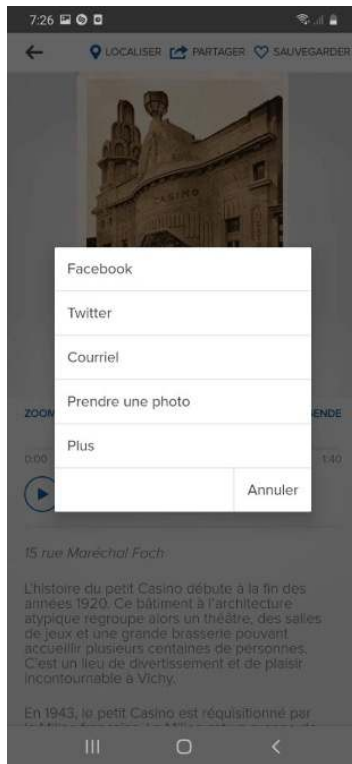 7:26
LOCALISER PARTAGER SAUVEGARDER
CASINO
Facebook
Twitter
Courriel
Prendre une photo
Plus
Annuler
ZOOM
0:00 1:40
15 rue Maréchal Foch
L'histoire du petit Casino débute à la fin des
années 1920. Ce bâtiment à l'architecture
atypique regroupe alors un théâtre, des salles
de jeux et une grande brasserie pouvant
accueillir plusieurs centaines de personnes.
C'est un lieu de divertissement et de plaisir
incontournable à Vichy.
En 1943, le petit Casino est réquisitionné par